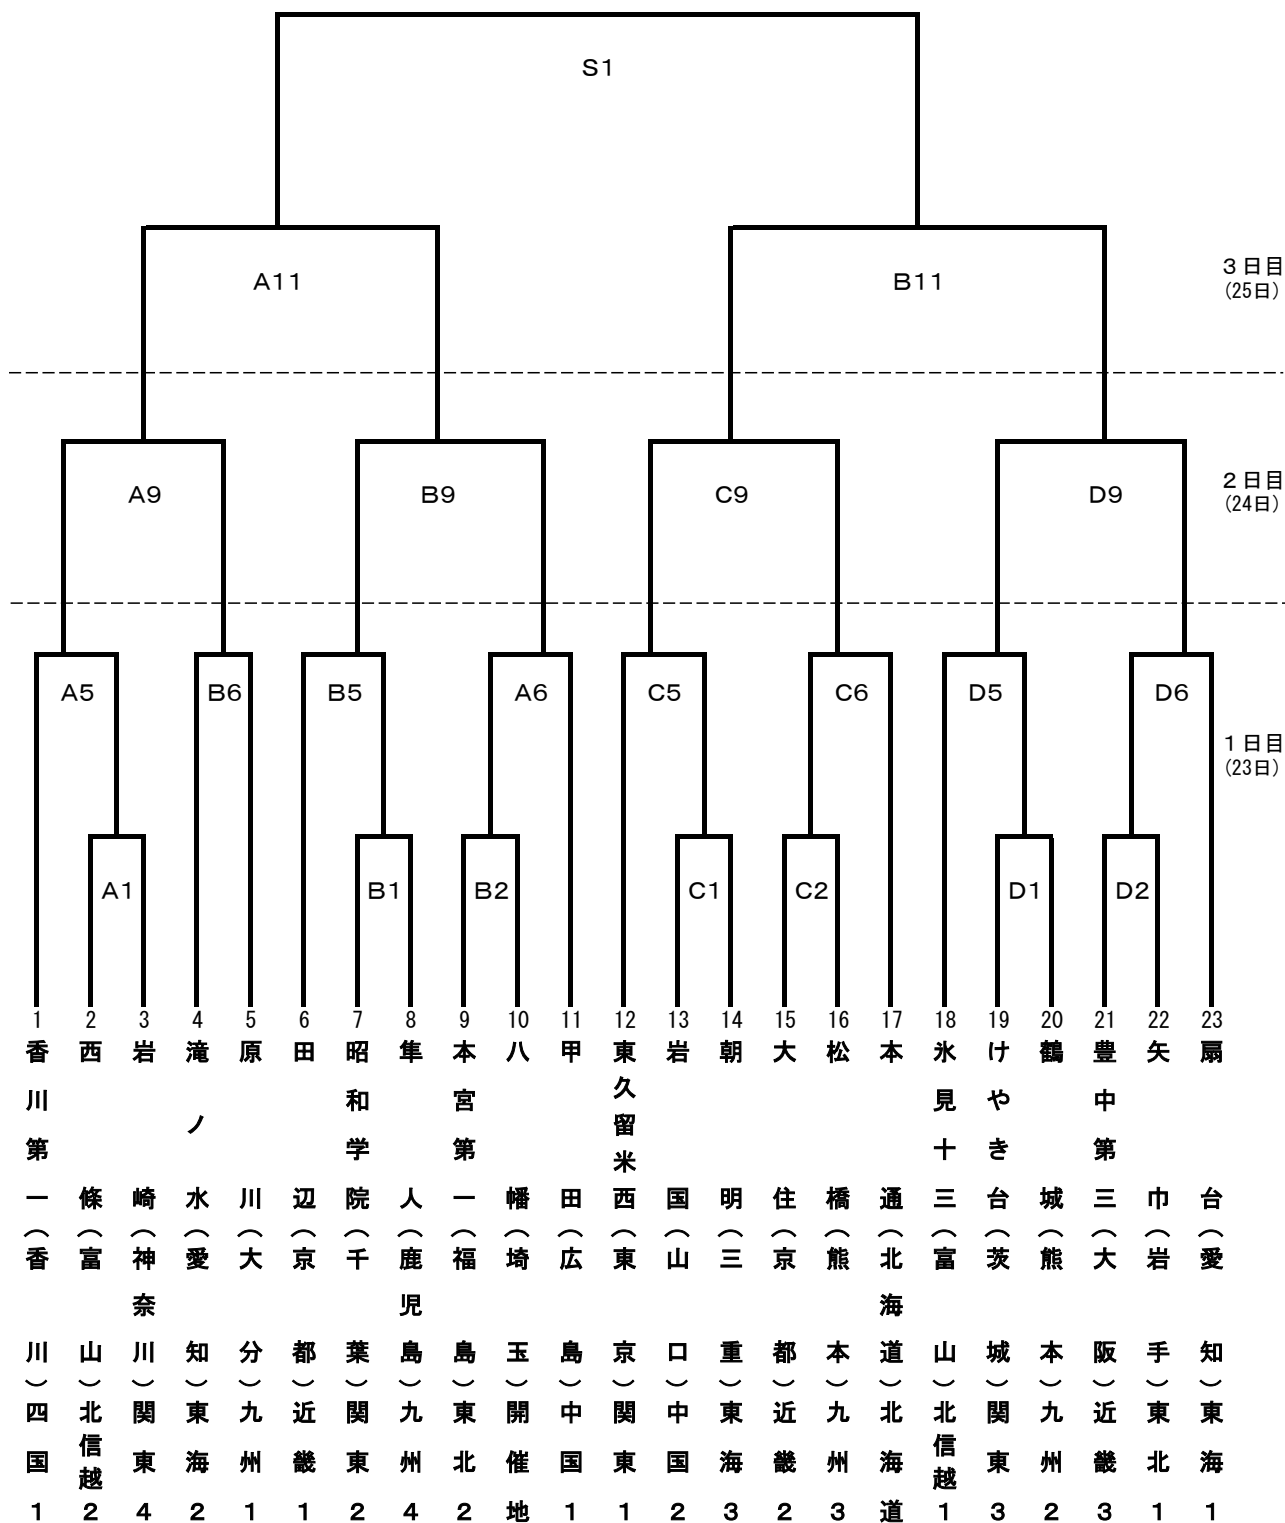 S1
A11
B11
3日目
(25日)
A9
B9
C9
D9
2日目
(24日)
A5
B6
B5
A6
C5
C6
D5
D6
1日目
(23日)
A1
B1
B2
C1
C2
D1
D2
1
香川第一(香川)四国1
2
西條(富山)北信越2
3
岩崎(神奈川)関東4
4
滝ノ水(愛知)東海2
5
原川(大分)九州1
6
田辺(京都)近畿1
7
昭和学院(千葉)関東2
8
隼人(鹿児島)九州4
9
本宮第一(福島)東北2
10
八幡(埼玉)開催地
11
甲田(広島)中国1
12
東久留米西(東京)関東1
13
岩国(山口)中国2
14
朝明(三重)東海3
15
大住(京都)近畿2
16
松橋(熊本)九州3
17
本通(北海道)北海道
18
氷見十三(富山)北信越1
19
けやき台(茨城)関東3
20
鶴城(熊本)九州2
21
豊中第三(大阪)近畿3
22
矢巾(岩手)東北1
23
扇台(愛知)東海1